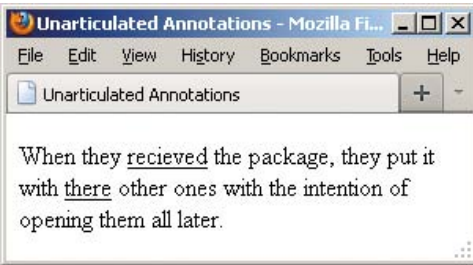 Unarticulated Annotations - Mozilla Fi...
File Edit View History Bookmarks Tools Help
Unarticulated Annotations
When they recieved the package, they put it
with there other ones with the intention of
opening them all later.